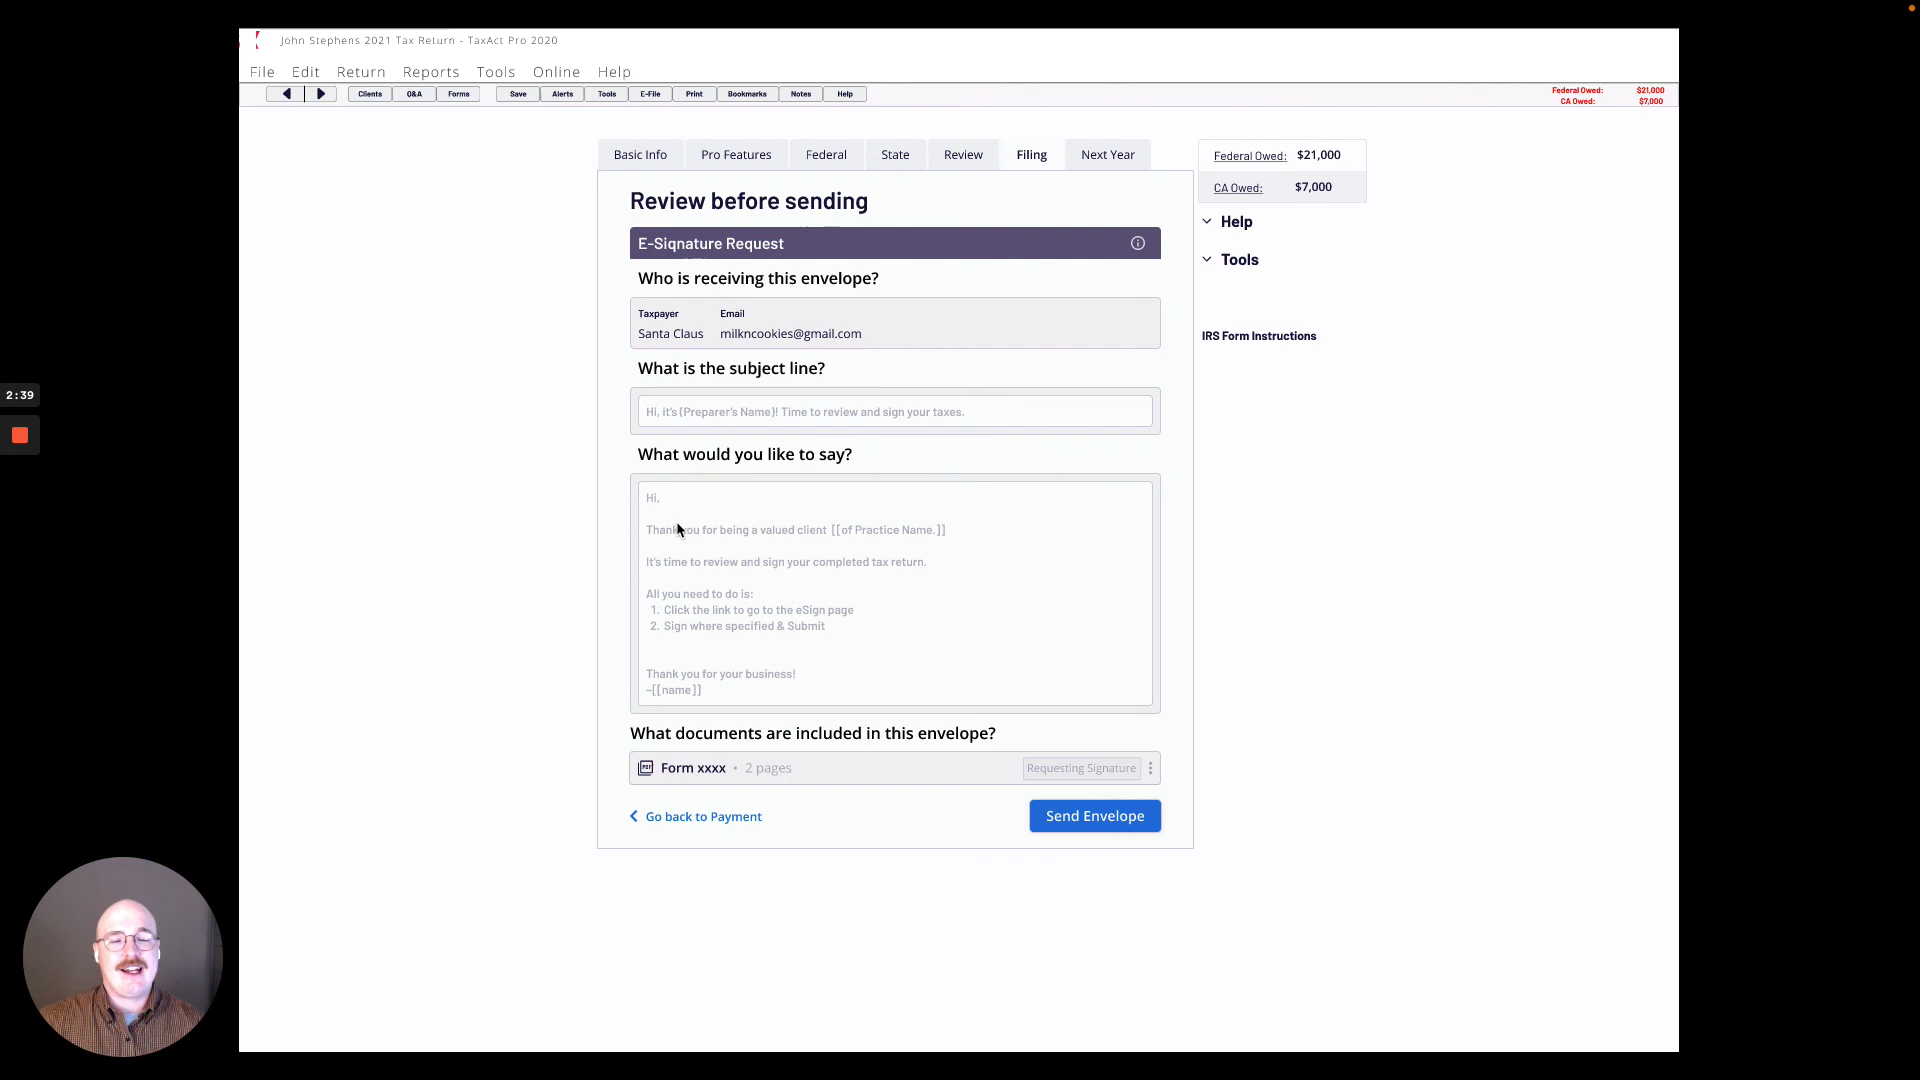 John Stephens 2021 Tax Return - TaxAct Pro 2020
File Edit Return Reports Tools Online Help
Clients Q&A Forms Save Alerts Tools E-File Print Bookmarks Notes Help
Federal Owed: $21,000
CA Owed: $7,000
Basic Info Pro Features Federal State Review Filing Next Year
Federal Owed: $21,000
CA Owed: $7,000
Help
Tools
IRS Form Instructions
Review before sending
E-Signature Request
Who is receiving this envelope?
Taxpayer Email
Santa Claus milkncookies@gmail.com
What is the subject line?
Hi, it's (Preparer's Name)! Time to review and sign your taxes.
What would you like to say?
Hi,
Thank you for being a valued client [[of Practice Name.]]
It's time to review and sign your completed tax return.
All you need to do is:
1. Click the link to go to the eSign page
2. Sign where specified & Submit
Thank you for your business!
~[[name]]
What documents are included in this envelope?
PDF Form xxxx • 2 pages Requesting Signature
Go back to Payment Send Envelope
2:39